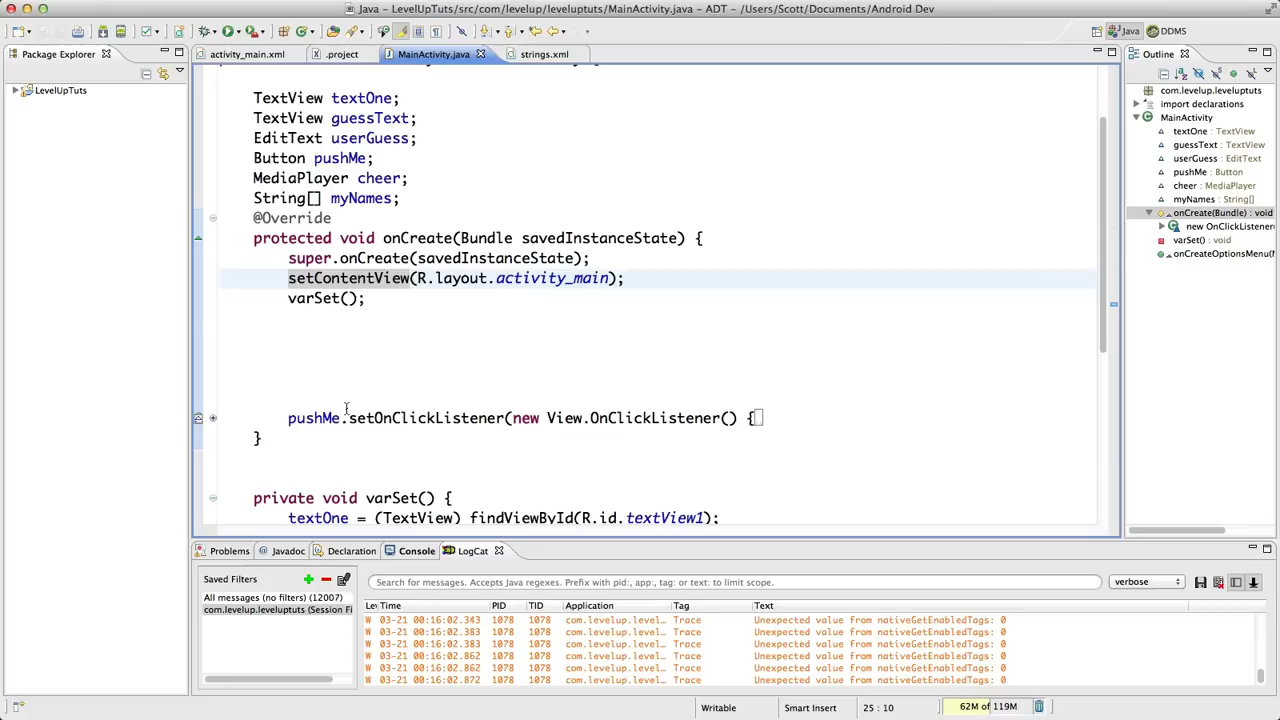 Java - LevelUpTuts/src/com/levelup/leveluptuts/MainActivity.java - ADT - /Users/Scott/Documents/Android Dev
Java DDMS
Package Explorer
activity_main.xml .project MainActivity.java strings.xml
Outline
LevelUpTuts
TextView textOne;
TextView guessText;
EditText userGuess;
Button pushMe;
MediaPlayer cheer;
String[] myNames;
@Override
protected void onCreate(Bundle savedInstanceState) {
super.onCreate(savedInstanceState);
setContentView(R.layout.activity_main);
varSet();
pushMe.setOnClickListener(new View.OnClickListener() {
}
private void varSet() {
textOne = (TextView) findViewById(R.id.textView1);
com.levelup.leveluptuts
import declarations
MainActivity
textOne : TextView
guessText : TextView
userGuess : EditText
pushMe : Button
cheer : MediaPlayer
myNames : String[]
onCreate(Bundle) : void
new OnClickListener
varSet() : void
onCreateOptionsMenu(
Problems @ Javadoc Declaration Console LogCat
Saved Filters
All messages (no filters) (12007)
com.levelup.leveluptuts (Session Fi
Search for messages. Accepts Java regexes. Prefix with pid:, app:, tag: or text: to limit scope.
verbose
Le Time PID TID Application Tag Text
W 03-21 00:16:02.343 1078 1078 com.levelup.level... Trace Unexpected value from nativeGetEnabledTags: 0
W 03-21 00:16:02.383 1078 1078 com.levelup.level... Trace Unexpected value from nativeGetEnabledTags: 0
W 03-21 00:16:02.383 1078 1078 com.levelup.level... Trace Unexpected value from nativeGetEnabledTags: 0
W 03-21 00:16:02.862 1078 1078 com.levelup.level... Trace Unexpected value from nativeGetEnabledTags: 0
W 03-21 00:16:02.862 1078 1078 com.levelup.level... Trace Unexpected value from nativeGetEnabledTags: 0
W 03-21 00:16:02.872 1078 1078 com.levelup.level... Trace Unexpected value from nativeGetEnabledTags: 0
Writable Smart Insert 25 : 10 62M of 119M